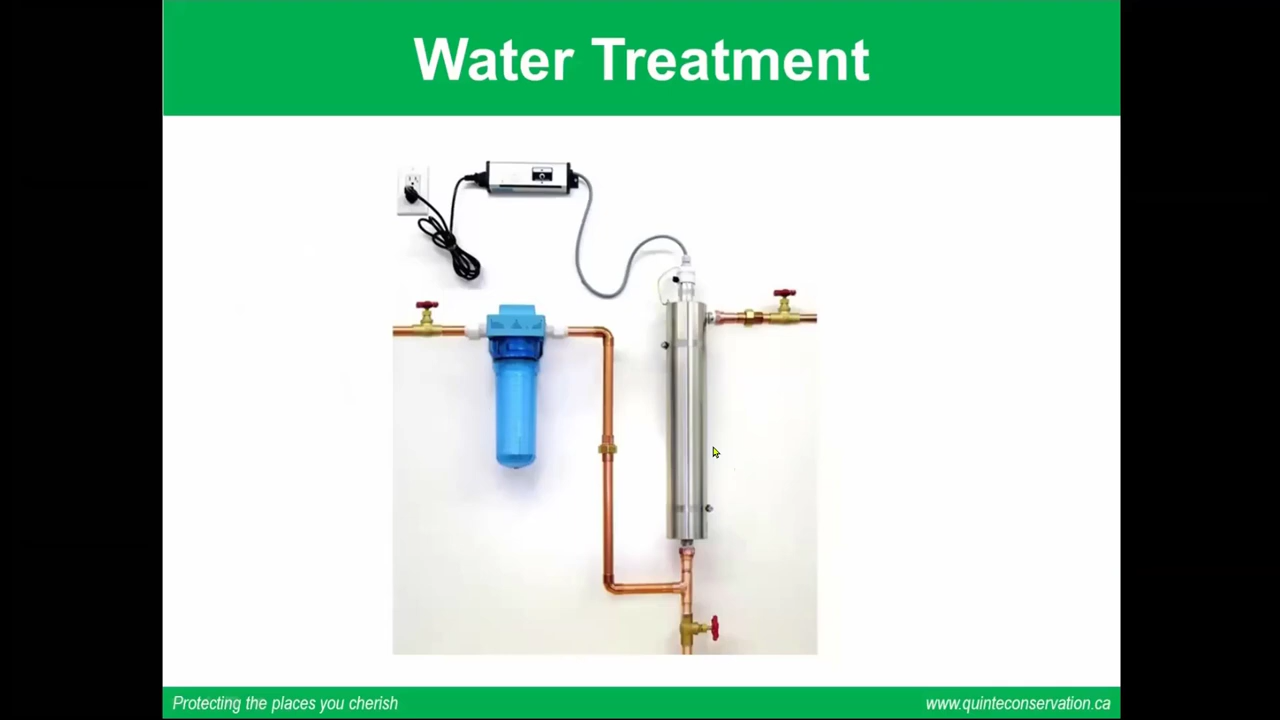 Water Treatment
Protecting the places you cherish
www.quinteconservation.ca